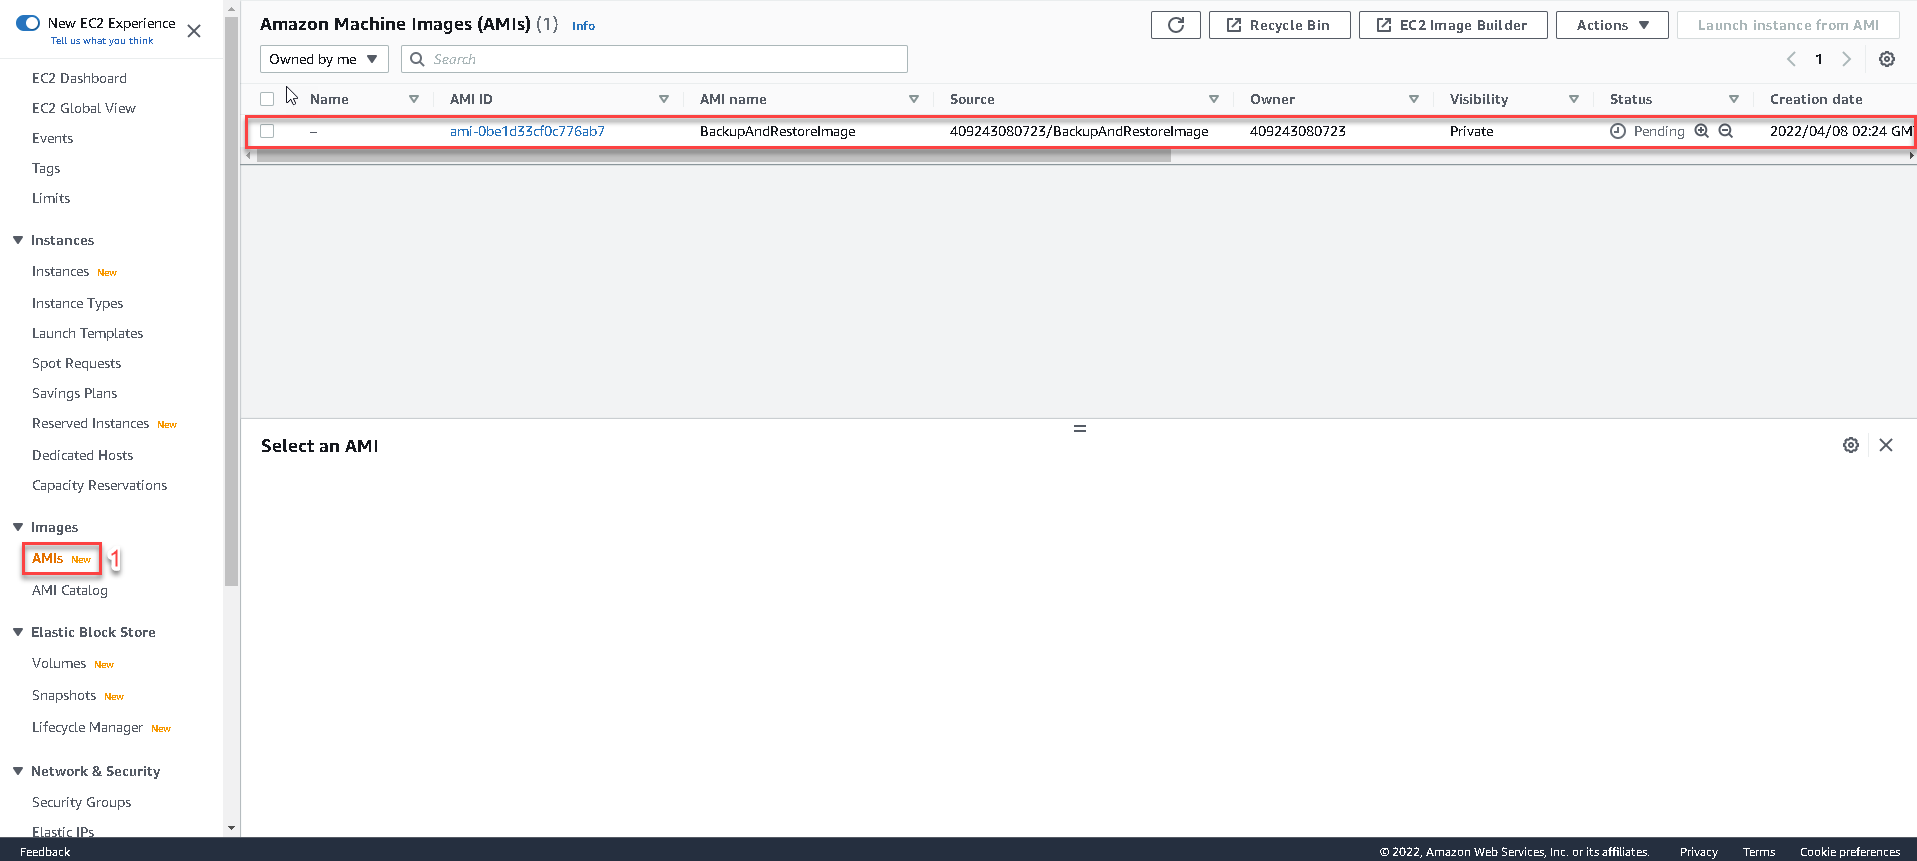 New EC2 Experience
Tell us what you think
EC2 Dashboard
EC2 Global View
Events
Tags
Limits
Instances
Instances New
Instance Types
Launch Templates
Spot Requests
Savings Plans
Reserved Instances New
Dedicated Hosts
Capacity Reservations
Images
AMIs New 1
AMI Catalog
Elastic Block Store
Volumes New
Snapshots New
Lifecycle Manager New
Network & Security
Security Groups
Elastic IPs
Amazon Machine Images (AMIs) (1) Info
Recycle Bin
EC2 Image Builder
Actions
Launch instance from AMI
Owned by me
Search
1
Name AMI ID AMI name Source Owner Visibility Status Creation date
– ami-0be1d33cf0c776ab7 BackupAndRestoreImage 409243080723/BackupAndRestoreImage 409243080723 Private Pending 2022/04/08 02:24 GM
Select an AMI
Feedback
© 2022, Amazon Web Services, Inc. or its affiliates. Privacy Terms Cookie preferences